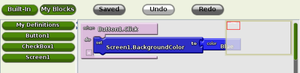 Built-In My Blocks Saved Undo Redo
My Definitions
Button1
CheckBox1
Screen1
when Button1.Click
do
set Screen1.BackgroundColor to color Blue